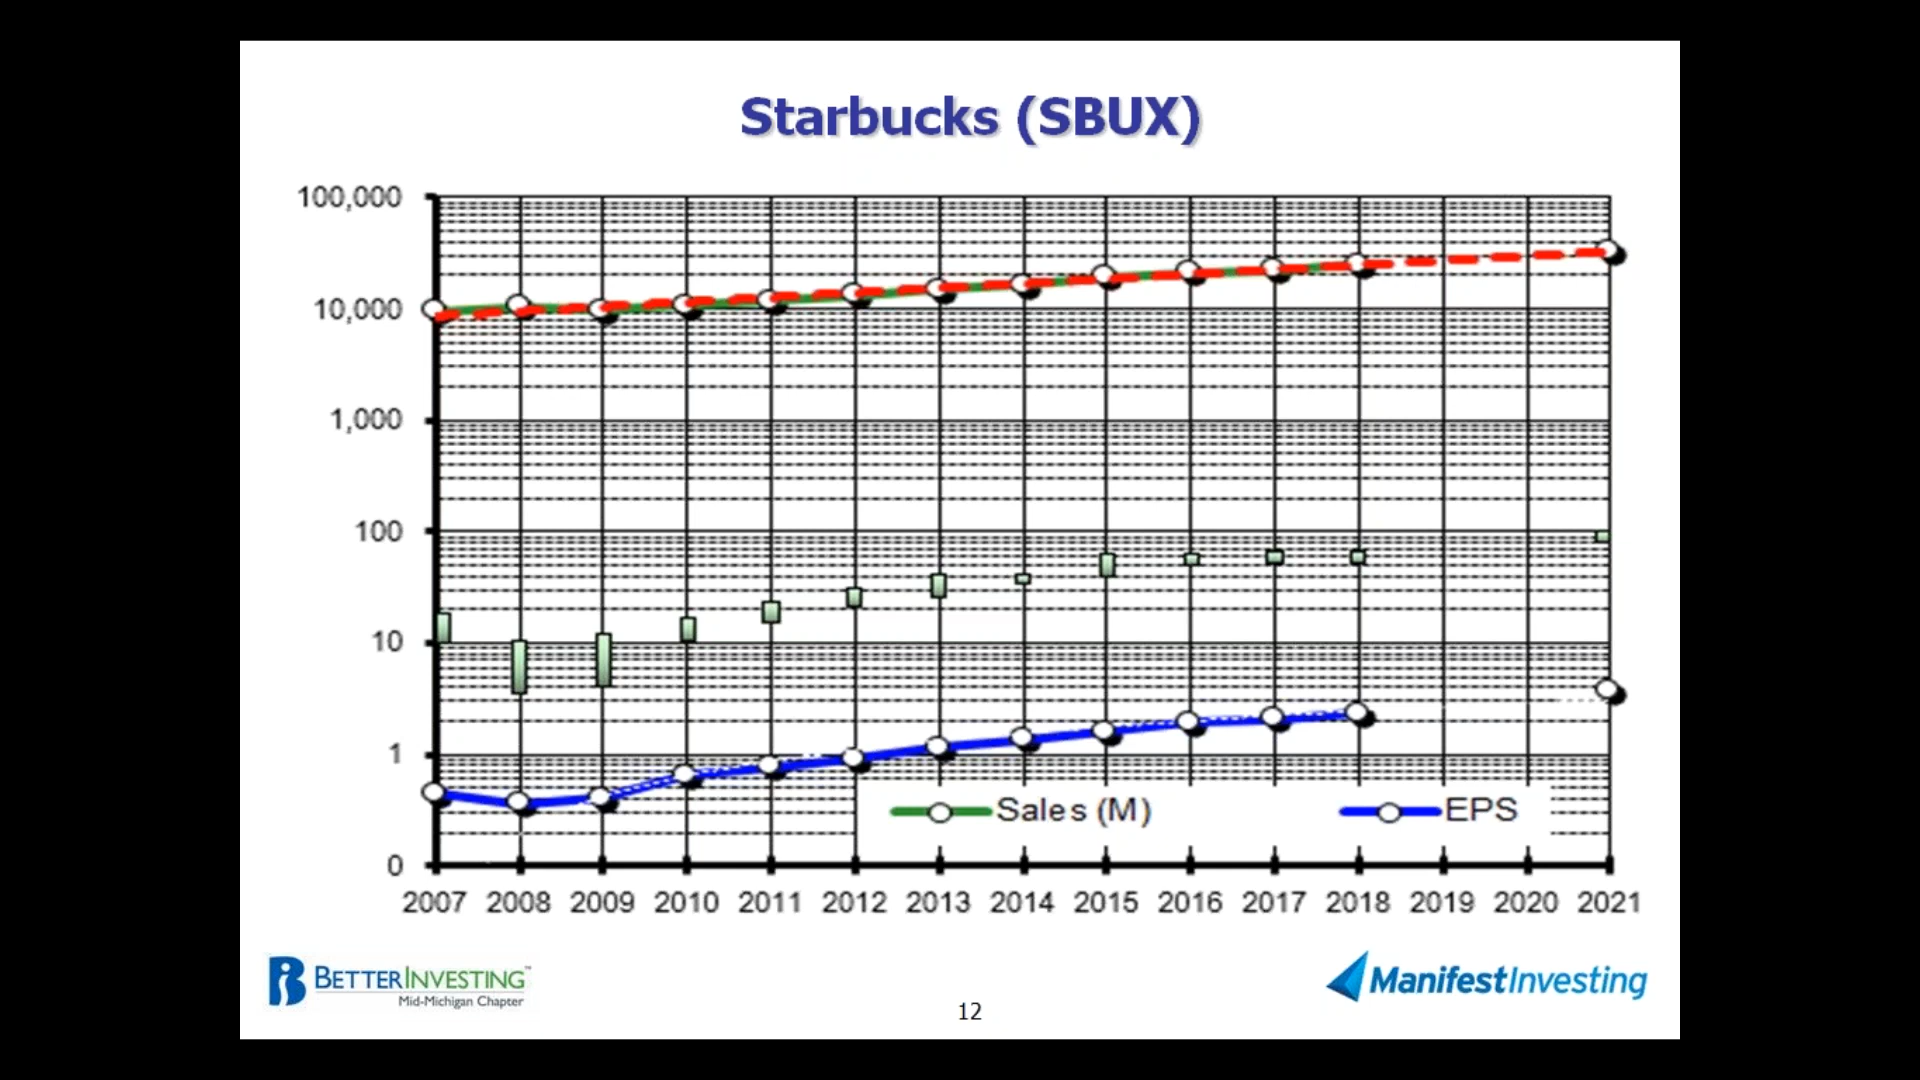 Starbucks (SBUX)
100,000
10,000
1,000
100
10
1
0
Sales (M)
EPS
2007 2008 2009 2010 2011 2012 2013 2014 2015 2016 2017 2018 2019 2020 2021
BETTERINVESTING™
Mid-Michigan Chapter
ManifestInvesting
12